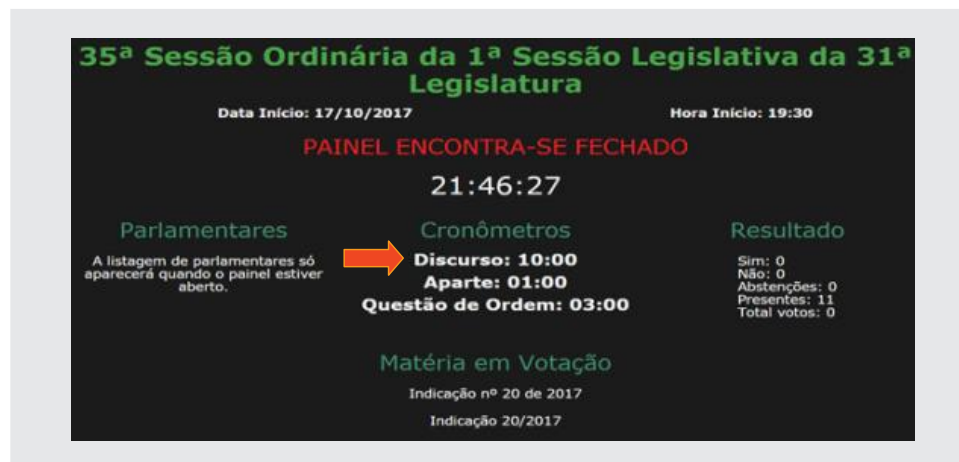 35ª Sessão Ordinária da 1ª Sessão Legislativa da 31ª
Legislatura
Data Início: 17/10/2017
Hora Início: 19:30
PAINEL ENCONTRA-SE FECHADO
21:46:27
Parlamentares
A listagem de parlamentares só
aparecerá quando o painel estiver
aberto.
Cronômetros
Discurso: 10:00
Aparte: 01:00
Questão de Ordem: 03:00
Resultado
Sim: 0
Não: 0
Abstenções: 0
Presentes: 11
Total votos: 0
Matéria em Votação
Indicação nº 20 de 2017
Indicação 20/2017